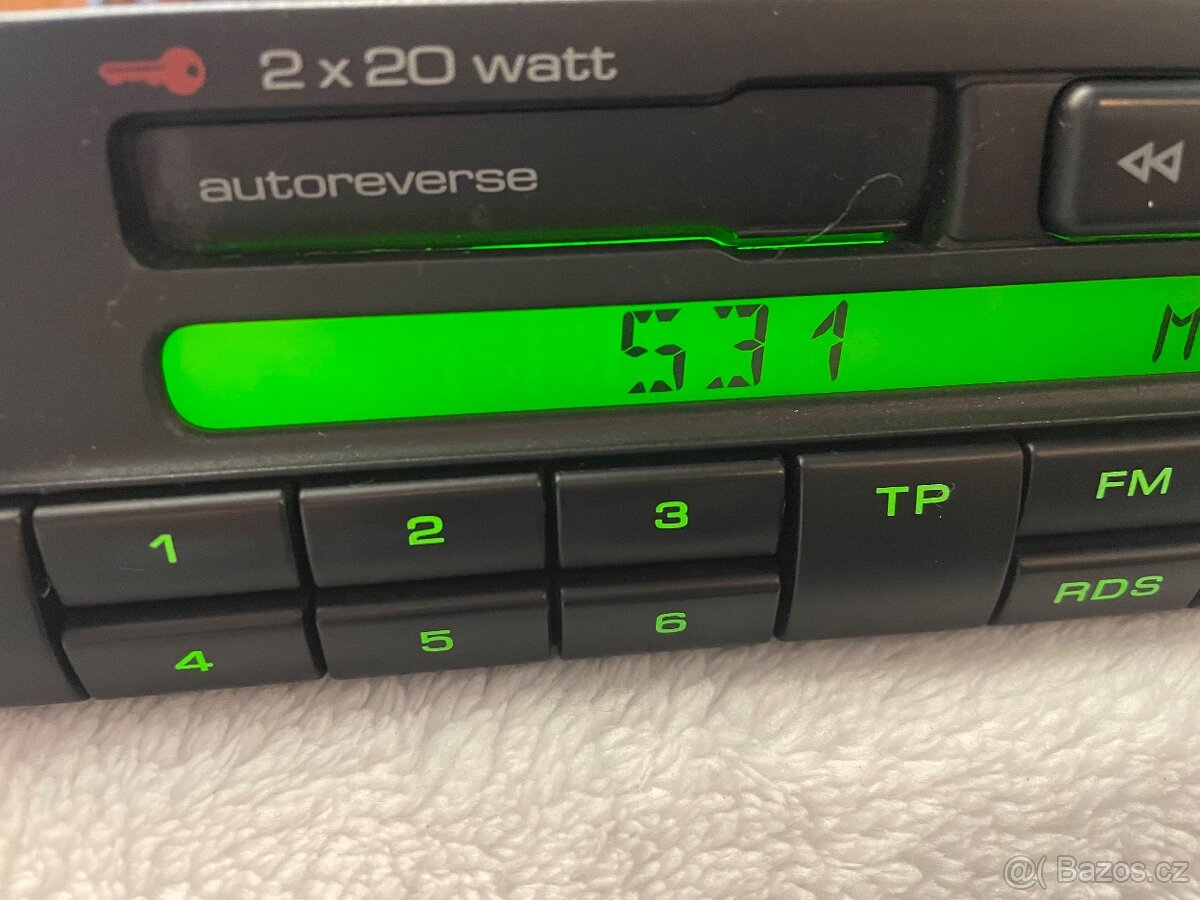 2 x 20 watt
autoreverse
531 M
1 2 3 TP FM
4 5 6 RDS
@( Bazos.cz